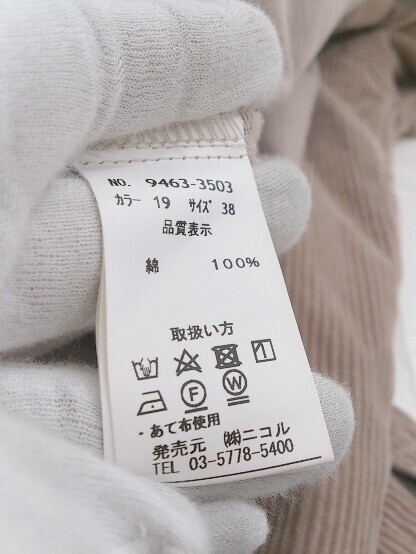 NO. 9463-3503
カラー 19 サイズ 38
品質表示
綿 100%
取扱い方
F W
- あて布使用
発売元 ㈱ニコル
TEL 03-5778-5400